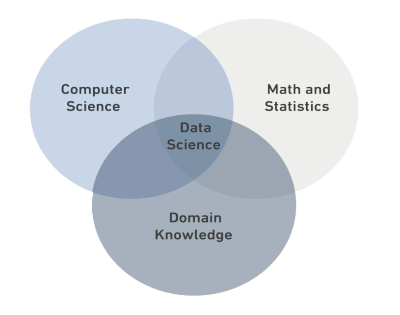 Computer
Science
Math and
Statistics
Data
Science
Domain
Knowledge